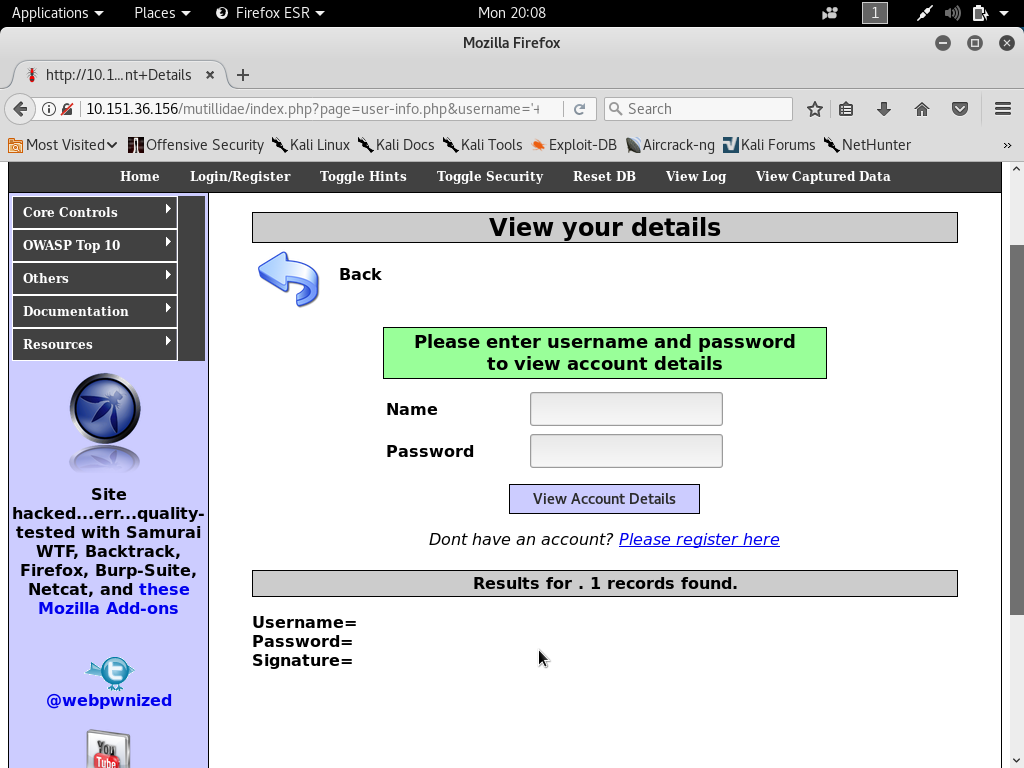 Applications Places Firefox ESR Mon 20:08 1
Mozilla Firefox
http://10.1...nt+Details
10.151.36.156/mutillidae/index.php?page=user-info.php&username='+ Search
Most Visited Offensive Security Kali Linux Kali Docs Kali Tools Exploit-DB Aircrack-ng Kali Forums NetHunter »
Home Login/Register Toggle Hints Toggle Security Reset DB View Log View Captured Data
Core Controls
OWASP Top 10
Others
Documentation
Resources
Site
hacked...err...quality-
tested with Samurai
WTF, Backtrack,
Firefox, Burp-Suite,
Netcat, and these
Mozilla Add-ons
@webpwnized
You
Tube
View your details
Back
Please enter username and password
to view account details
Name
Password
View Account Details
Dont have an account? Please register here
Results for . 1 records found.
Username=
Password=
Signature=